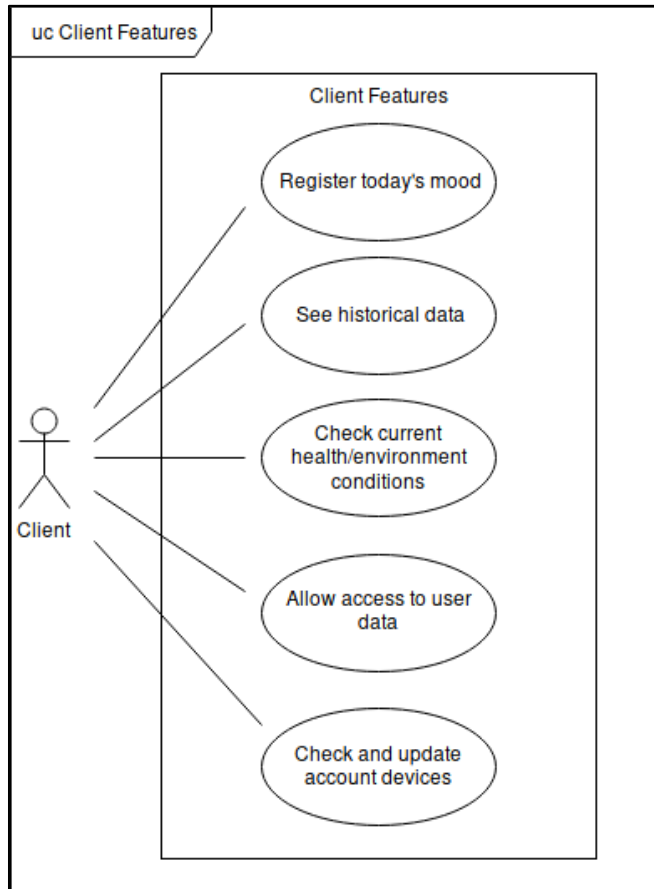 uc Client Features
Client Features
Register today's mood
See historical data
Check current
health/environment
conditions
Client
Allow access to user
data
Check and update
account devices